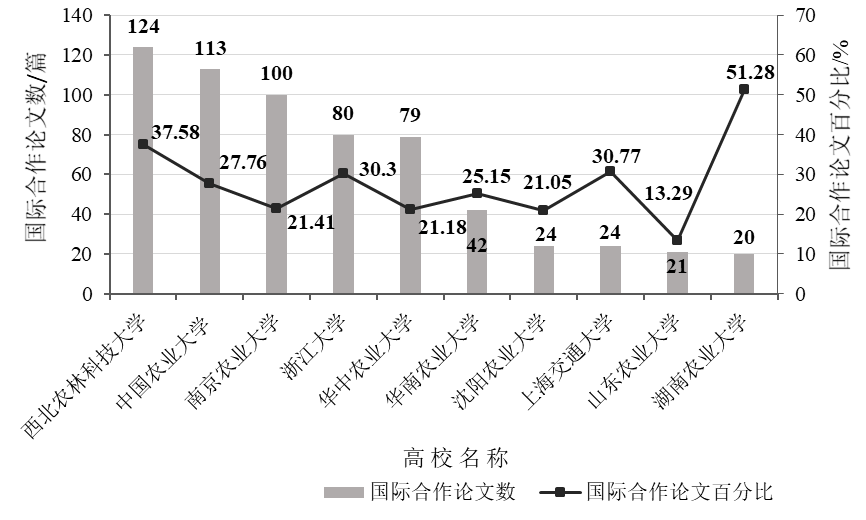 国际合作论文数/篇
140
120
100
80
60
40
20
0
国际合作论文百分比/%
70
60
50
40
30
20
10
0
124
113
100
80
79
42
24
24
21
20
37.58
27.76
21.41
30.3
21.18
25.15
21.05
30.77
13.29
51.28
西北农林科技大学
中国农业大学
南京农业大学
浙江大学
华中农业大学
华南农业大学
沈阳农业大学
上海交通大学
山东农业大学
湖南农业大学
高校名称
国际合作论文数
国际合作论文百分比